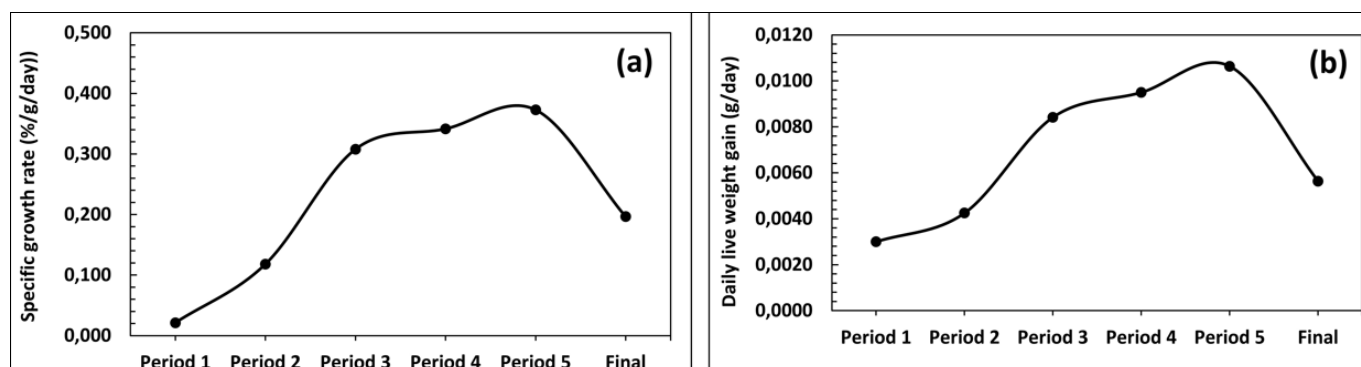 Specific growth rate (%/g/day))
0,500
0,400
0,300
0,200
0,100
0,000
(a)
Period 1 Period 2 Period 3 Period 4 Period 5 Final
Daily live weight gain (g/day)
0,0120
0,0100
0,0080
0,0060
0,0040
0,0020
0,0000
(b)
Period 1 Period 2 Period 3 Period 4 Period 5 Final